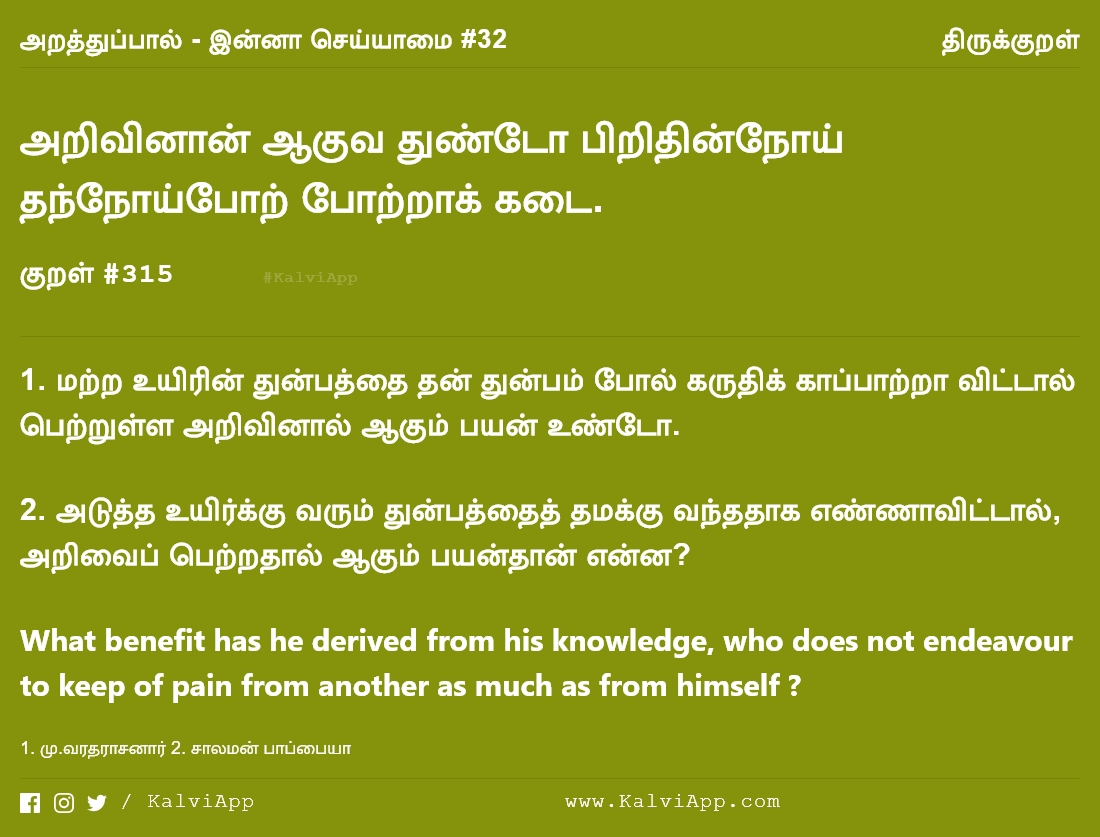 அறத்துப்பால் - இன்னா செய்யாமை #32
திருக்குறள்
அறிவினான் ஆகுவ துண்டோ பிறிதின்நோய்
தந்நோய்போற் போற்றாக் கடை.
குறள் #315
#KalviApp
1. மற்ற உயிரின் துன்பத்தை தன் துன்பம் போல் கருதிக் காப்பாற்றா விட்டால்
பெற்றுள்ள அறிவினால் ஆகும் பயன் உண்டோ.
2. அடுத்த உயிர்க்கு வரும் துன்பத்தைத் தமக்கு வந்ததாக எண்ணாவிட்டால்,
அறிவைப் பெற்றதால் ஆகும் பயன்தான் என்ன?
What benefit has he derived from his knowledge, who does not endeavour
to keep of pain from another as much as from himself ?
1. மு.வரதராசனார் 2. சாலமன் பாப்பையா
/ KalviApp
www.KalviApp.com